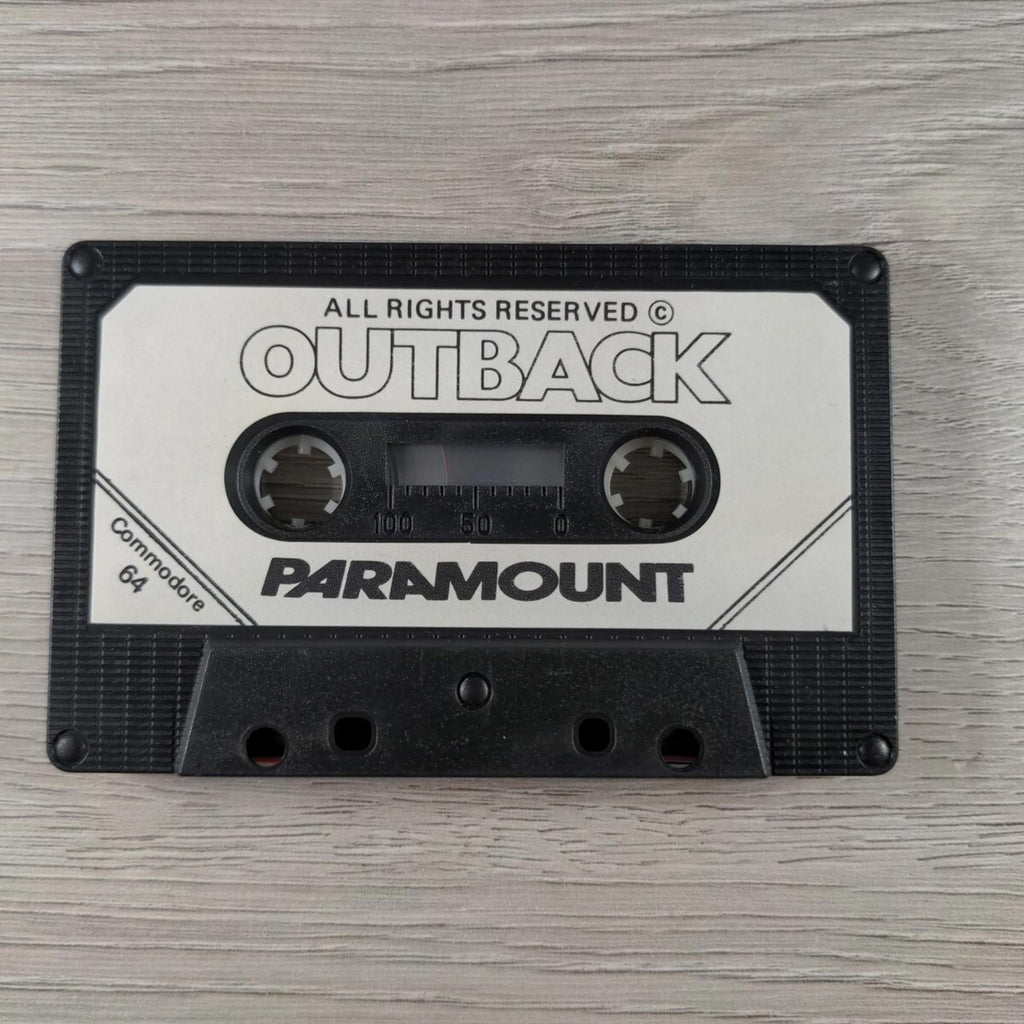 ALL RIGHTS RESERVED ©
OUTBACK
100 50 0
PARAMOUNT
Commodore
64